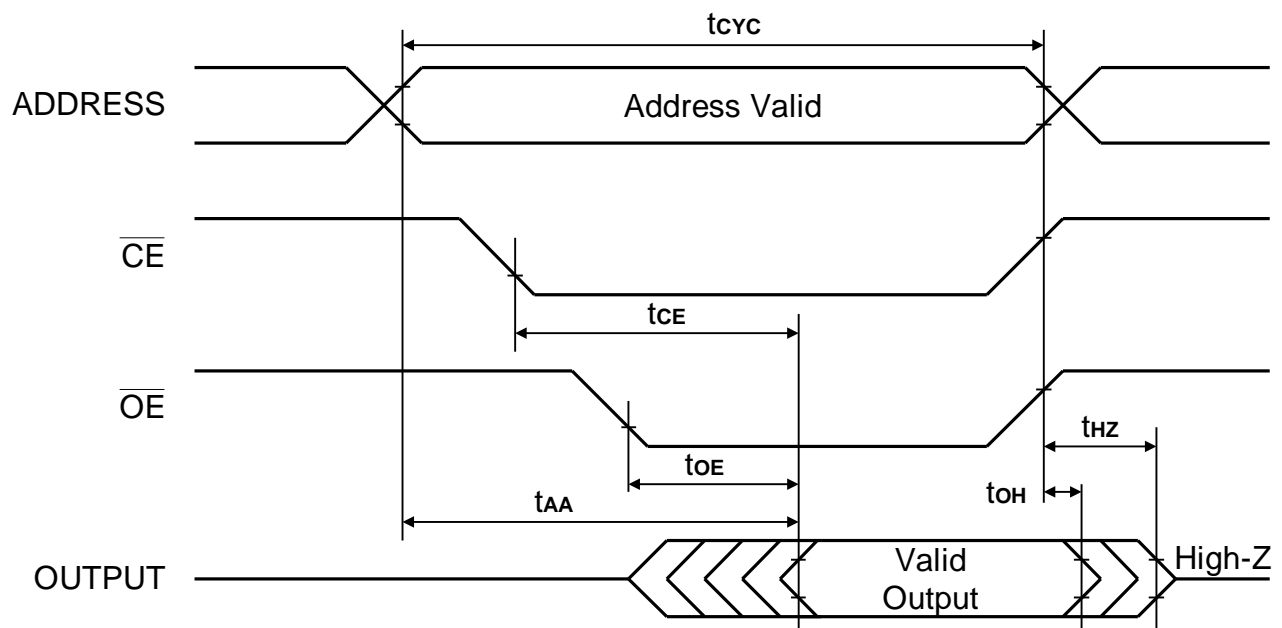 tCYC
ADDRESS
Address Valid
CE
tCE
OE
tHZ
tOE
tOH
tAA
OUTPUT
Valid
Output
High-Z